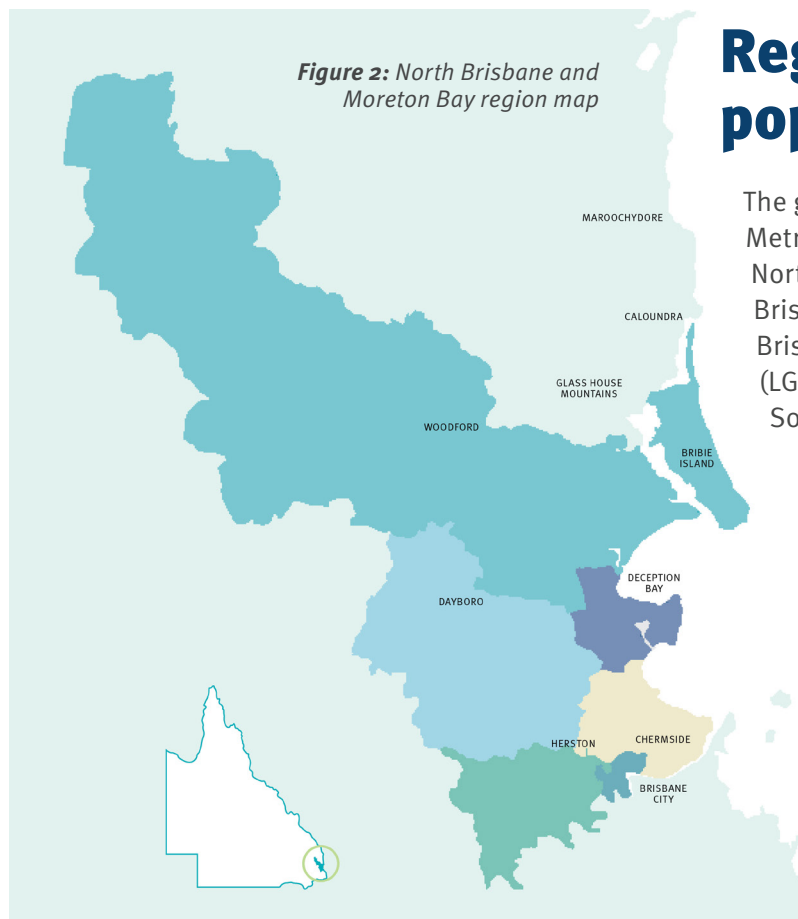 Figure 2: North Brisbane and
Moreton Bay region map
Reg
pop
The g
Metr
Nort
Bris
Bris
(LG
So
MAROOCHYDORE
CALOUNDRA
GLASS HOUSE
MOUNTAINS
WOODFORD
BRIBIE
ISLAND
DECEPTION
BAY
DAYBORO
HERSTON
CHERMSIDE
BRISBANE
CITY